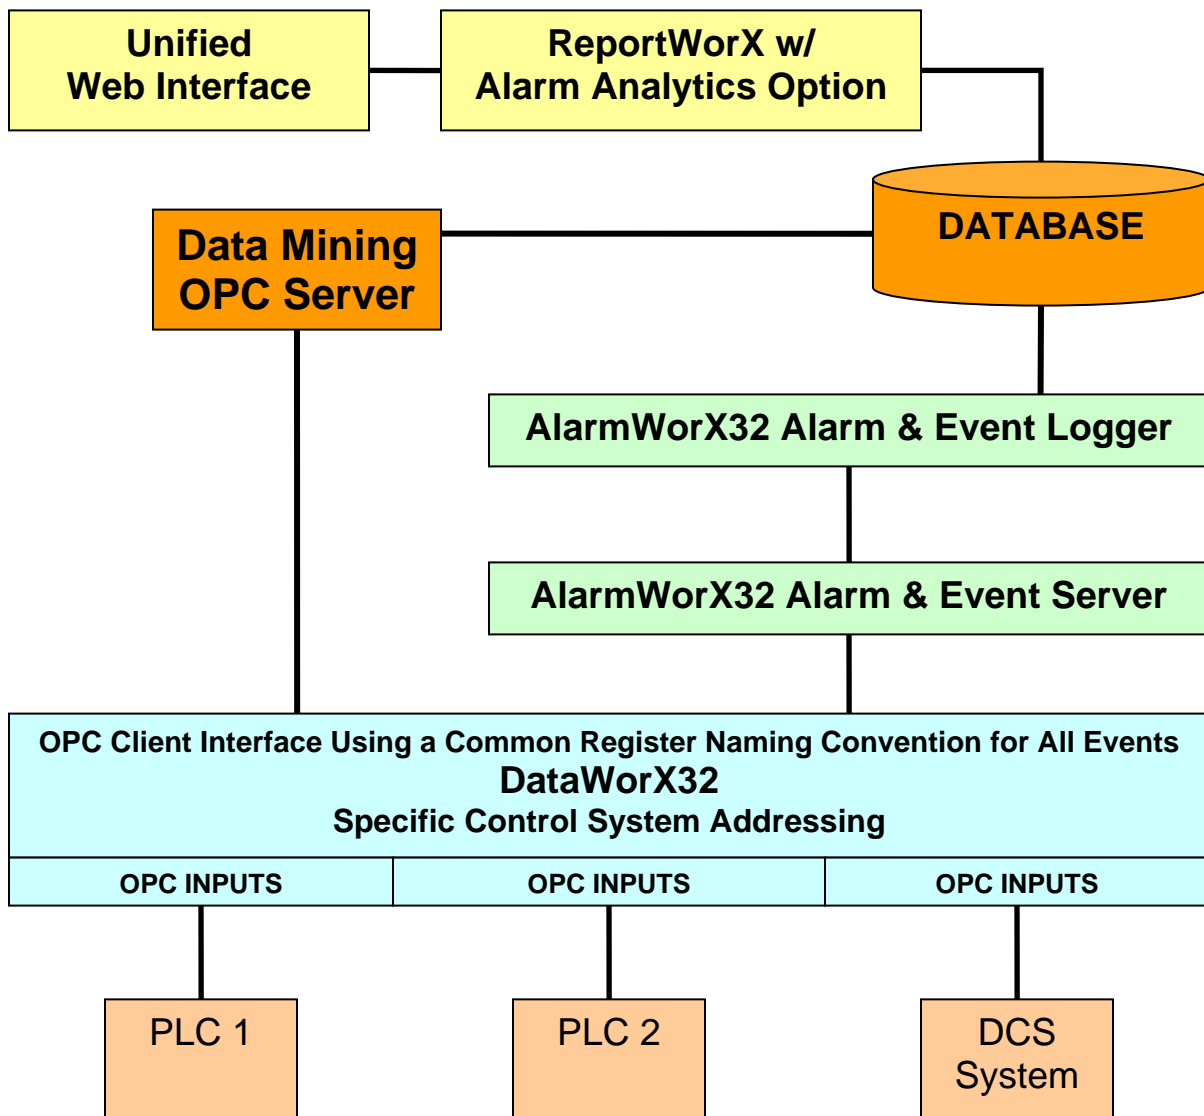 Unified
Web Interface
ReportWorX w/
Alarm Analytics Option
DATABASE
Data Mining
OPC Server
AlarmWorX32 Alarm & Event Logger
AlarmWorX32 Alarm & Event Server
OPC Client Interface Using a Common Register Naming Convention for All Events
DataWorX32
Specific Control System Addressing
OPC INPUTS
OPC INPUTS
OPC INPUTS
PLC 1
PLC 2
DCS
System